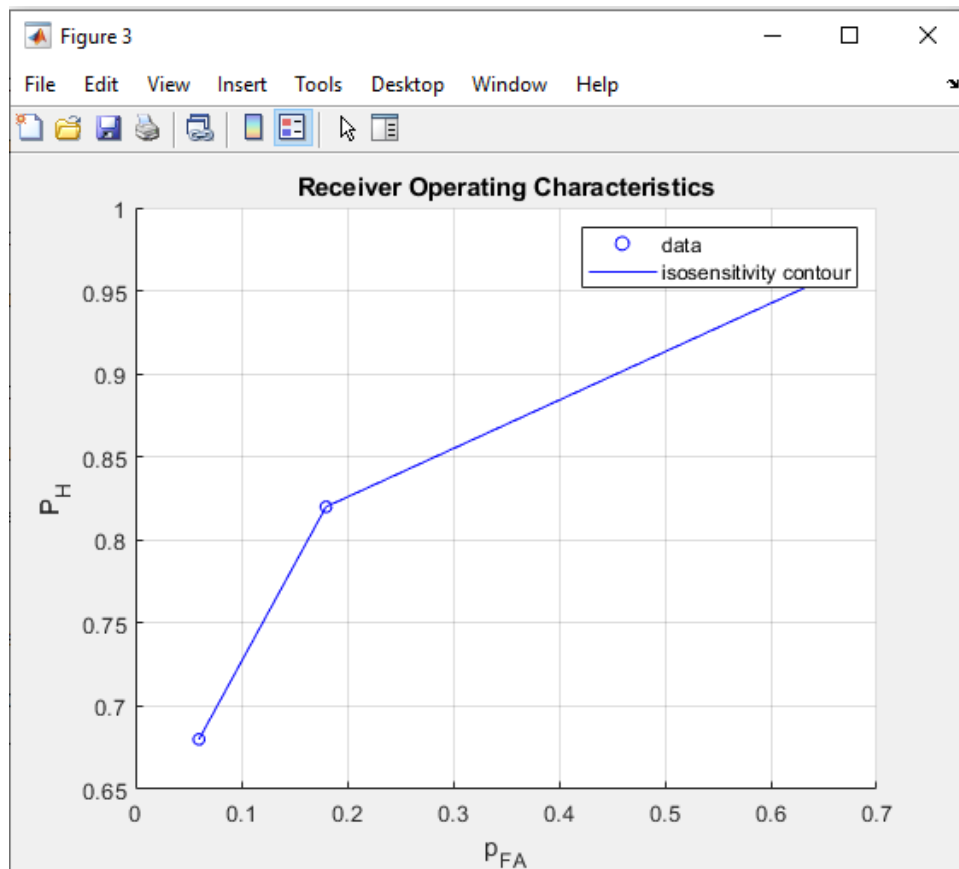 Figure 3
File Edit View Insert Tools Desktop Window Help
Receiver Operating Characteristics
data
isosensitivity contour
1
0.95
0.9
0.85
0.8
0.75
0.7
0.65
P_H
0 0.1 0.2 0.3 0.4 0.5 0.6 0.7
p_FA